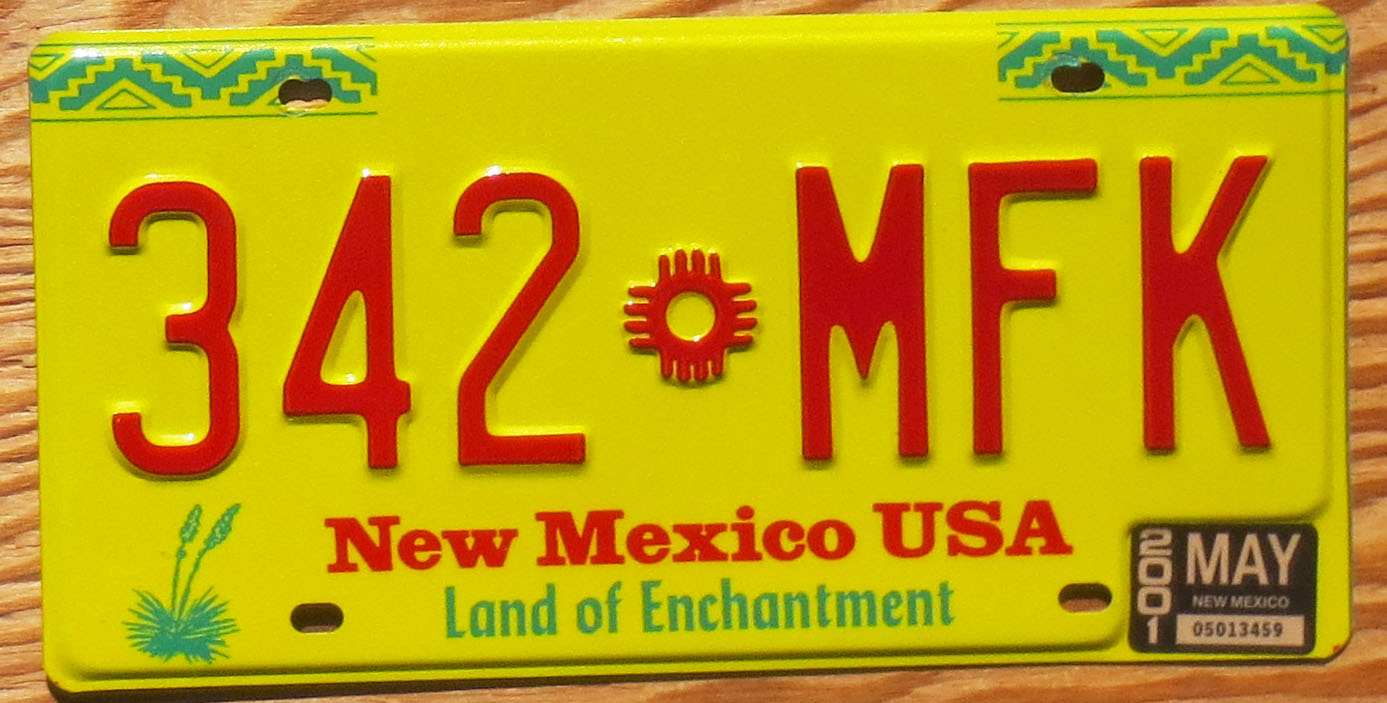 342 MFK
New Mexico USA
Land of Enchantment
2001
MAY
NEW MEXICO
05013459